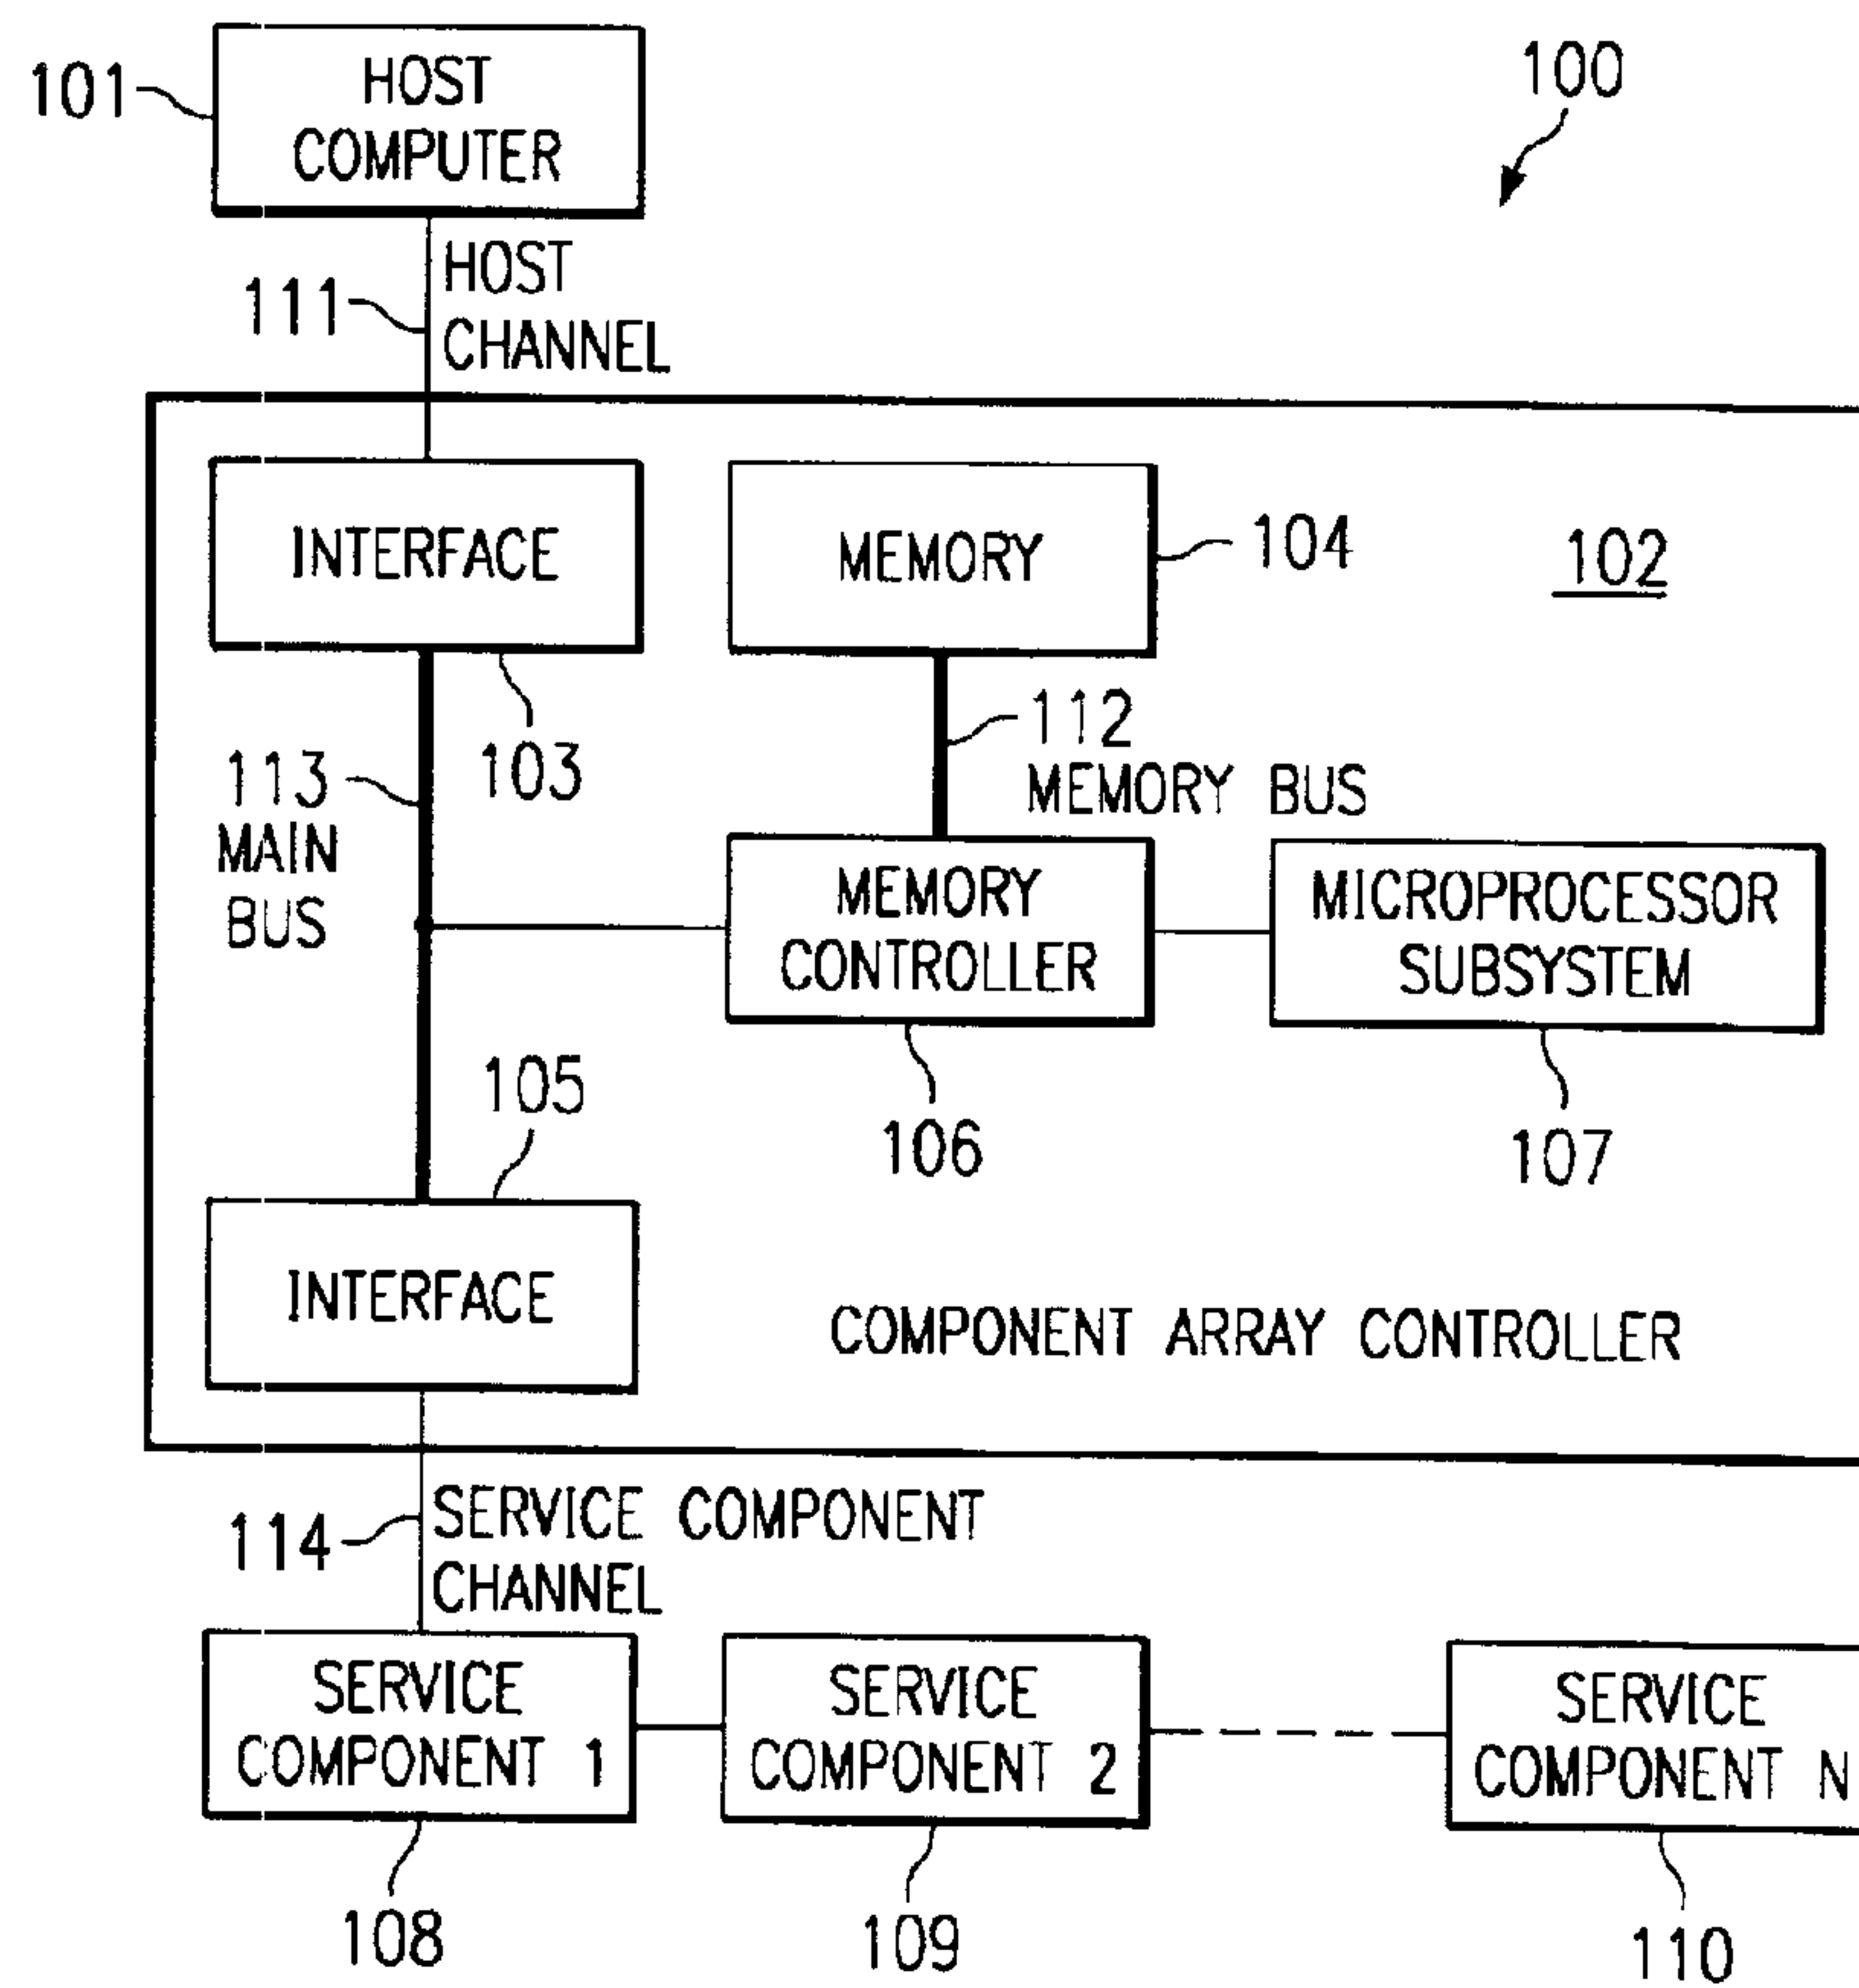 101
HOST
COMPUTER
100
111
HOST
CHANNEL
INTERFACE
MEMORY
104
102
103
112
MEMORY BUS
113
MAIN
BUS
MEMORY
CONTROLLER
MICROPROCESSOR
SUBSYSTEM
105
106
107
INTERFACE
COMPONENT ARRAY CONTROLLER
114
SERVICE COMPONENT
CHANNEL
SERVICE
COMPONENT 1
SERVICE
COMPONENT 2
SERVICE
COMPONENT N
108
109
110